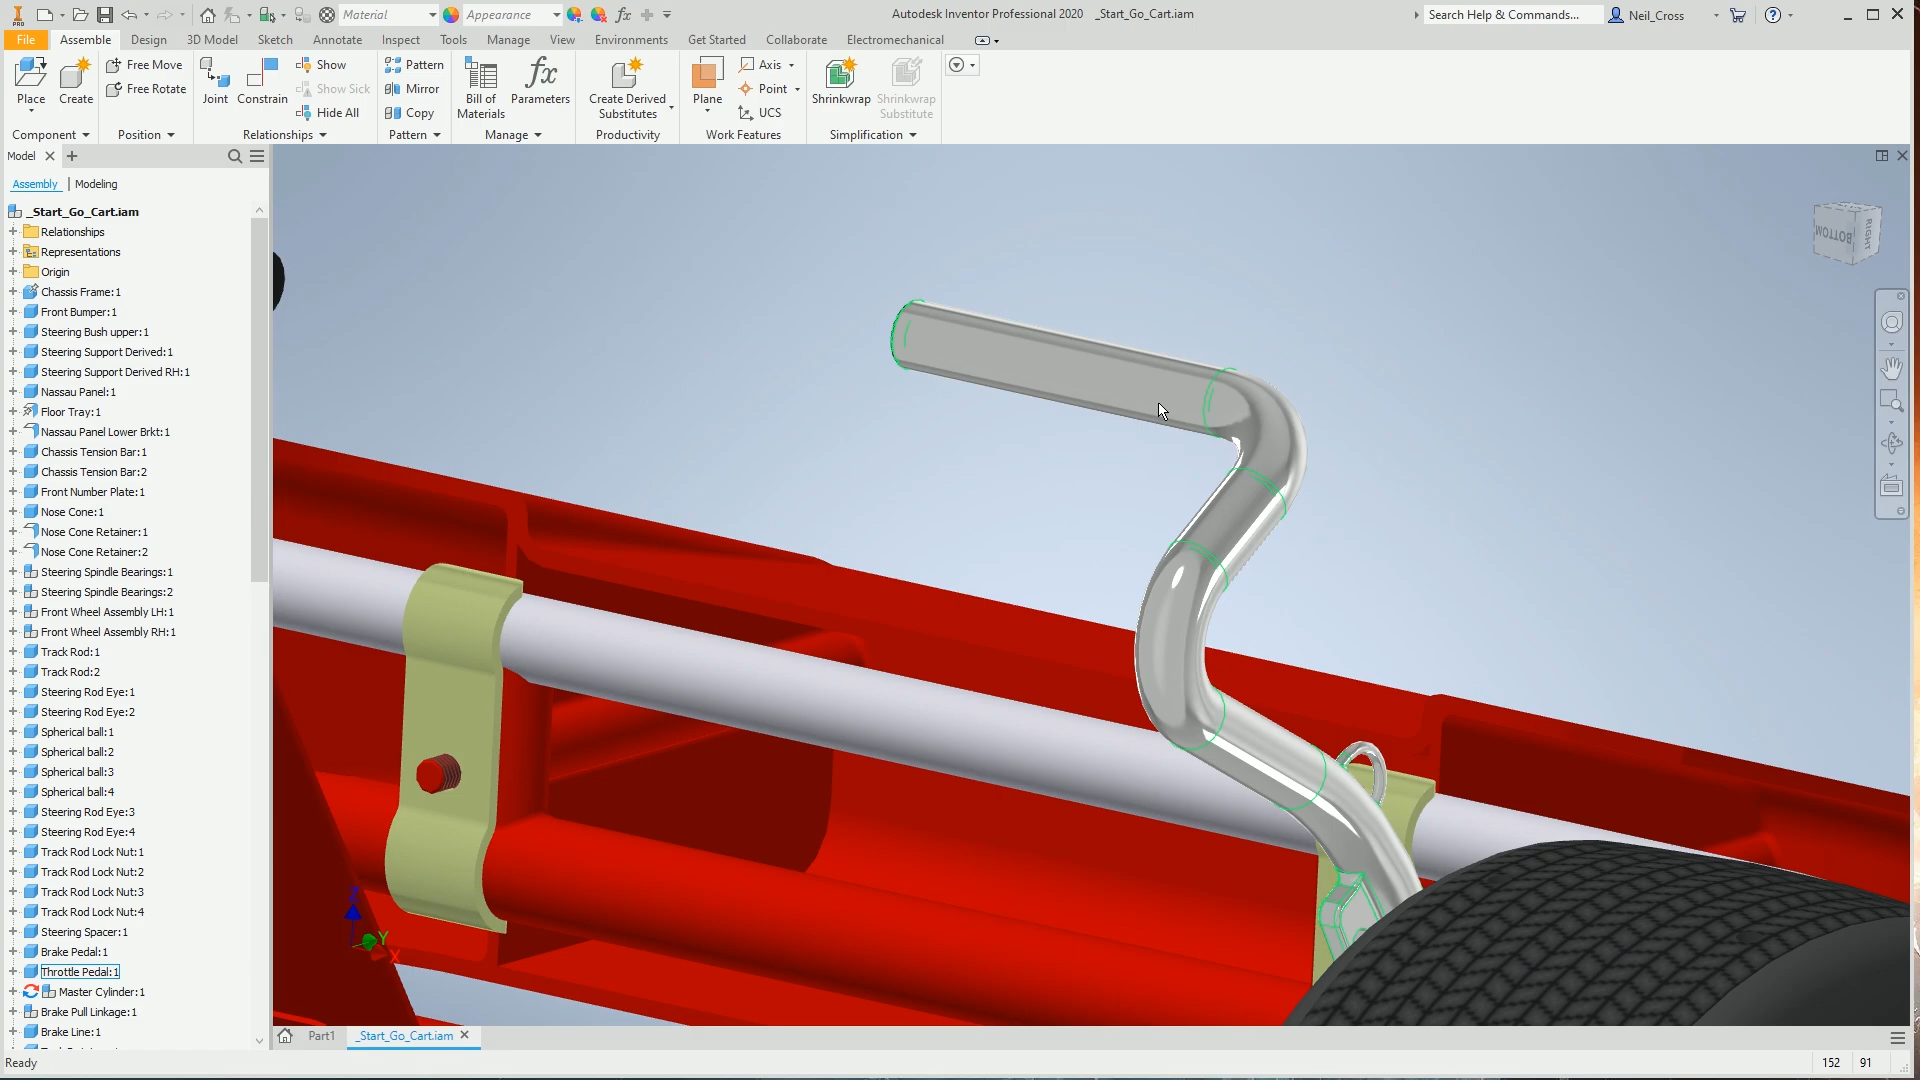 PRO
Material
Appearance
Autodesk Inventor Professional 2020 _Start_Go_Cart.iam
Search Help & Commands...
Neil_Cross
File
Assemble
Design
3D Model
Sketch
Annotate
Inspect
Tools
Manage
View
Environments
Get Started
Collaborate
Electromechanical
Place
Create
Free Move
Free Rotate
Joint
Constrain
Show
Show Sick
Hide All
Pattern
Mirror
Copy
Bill of
Materials
Parameters
Create Derived
Substitutes
Plane
Axis
Point
UCS
Shrinkwrap
Shrinkwrap
Substitute
Component
Position
Relationships
Pattern
Manage
Productivity
Work Features
Simplification
Model
Assembly | Modeling
_Start_Go_Cart.iam
Relationships
Representations
Origin
Chassis Frame:1
Front Bumper:1
Steering Bush upper:1
Steering Support Derived:1
Steering Support Derived RH:1
Nassau Panel:1
Floor Tray:1
Nassau Panel Lower Brkt:1
Chassis Tension Bar:1
Chassis Tension Bar:2
Front Number Plate:1
Nose Cone:1
Nose Cone Retainer:1
Nose Cone Retainer:2
Steering Spindle Bearings:1
Steering Spindle Bearings:2
Front Wheel Assembly LH:1
Front Wheel Assembly RH:1
Track Rod:1
Track Rod:2
Steering Rod Eye:1
Steering Rod Eye:2
Spherical ball:1
Spherical ball:2
Spherical ball:3
Spherical ball:4
Steering Rod Eye:3
Steering Rod Eye:4
Track Rod Lock Nut:1
Track Rod Lock Nut:2
Track Rod Lock Nut:3
Track Rod Lock Nut:4
Steering Spacer:1
Brake Pedal:1
Throttle Pedal:1
Master Cylinder:1
Brake Pull Linkage:1
Brake Line:1
BOTTOM
RIGHT
Z
Y
X
Part1
_Start_Go_Cart.iam
Ready
152
91